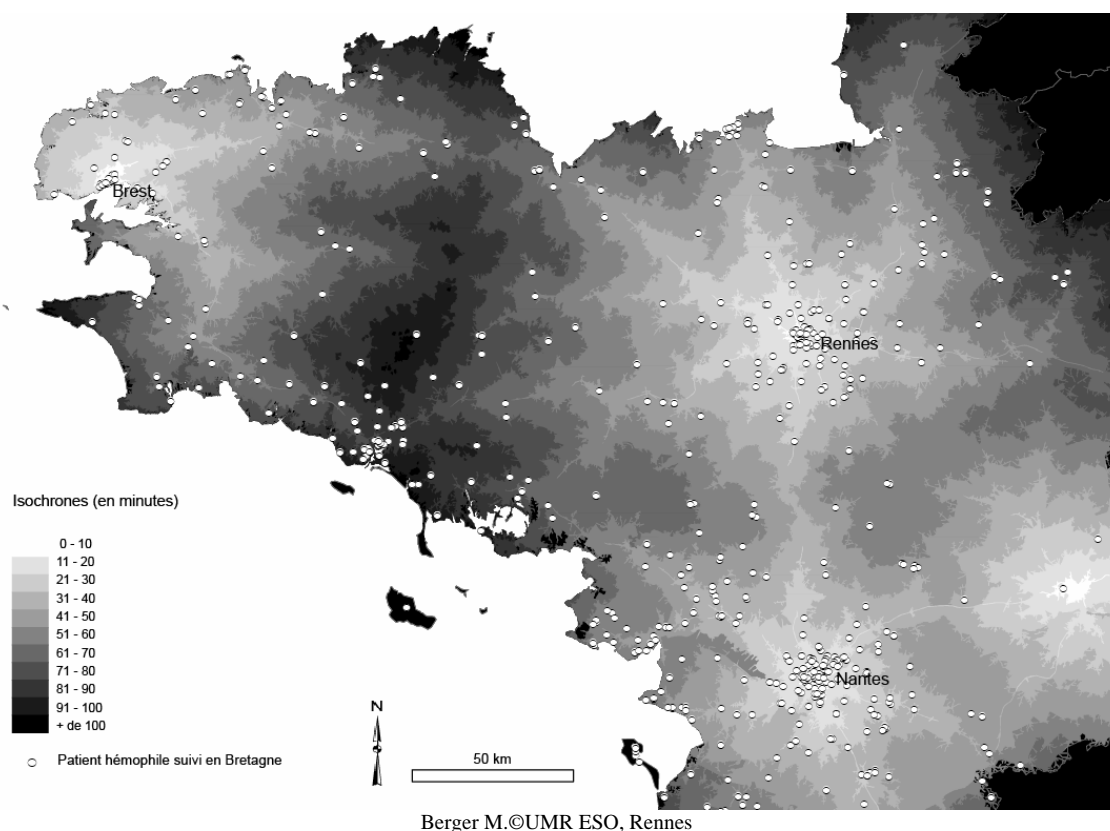 Brest
Rennes
Isochrones (en minutes)
0 - 10
11 - 20
21 - 30
31 - 40
41 - 50
51 - 60
61 - 70
71 - 80
81 - 90
91 - 100
+ de 100
Nantes
N
50 km
Patient hémophile suivi en Bretagne
Berger M.©UMR ESO, Rennes